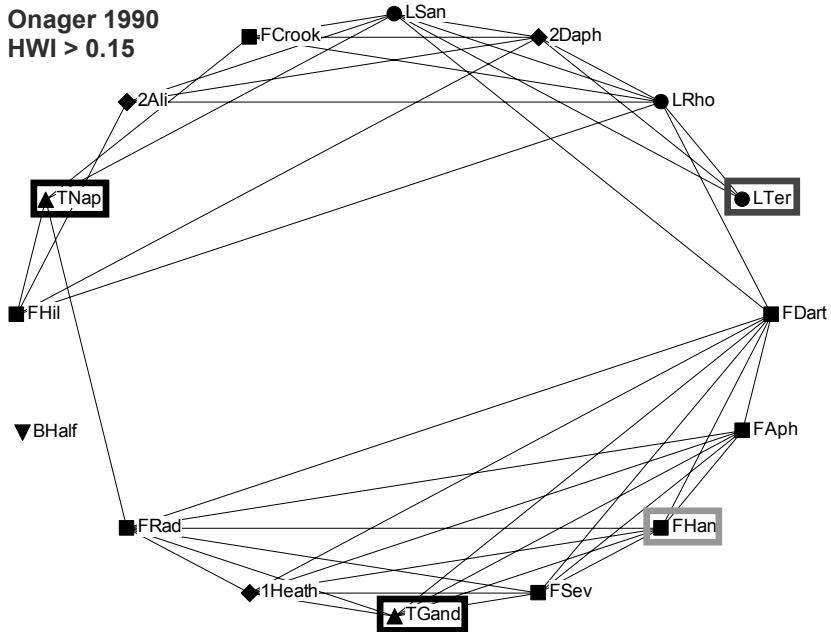 Onager 1990
HWI > 0.15
LSan
FCrook
2Daph
2Ali
LRho
TNap
LTer
FHil
FDart
BHalf
FAph
FRad
FHan
1Heath
FSev
TGand